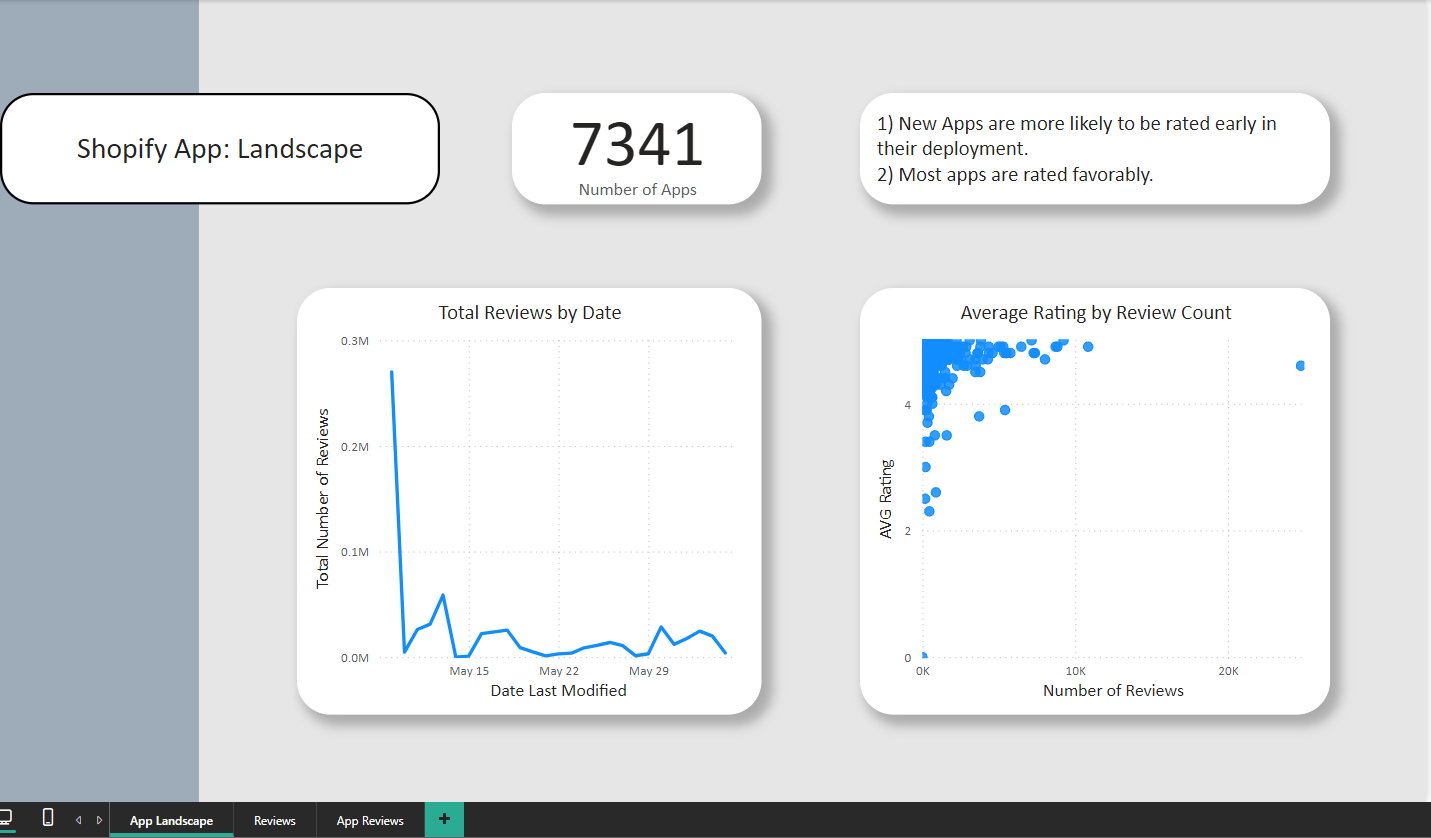 Shopify App: Landscape
7341
Number of Apps
1) New Apps are more likely to be rated early in
their deployment.
2) Most apps are rated favorably.
Total Reviews by Date
Total Number of Reviews
0.3M
0.2M
0.1M
0.0M
May 15
May 22
May 29
Date Last Modified
Average Rating by Review Count
AVG Rating
4
2
0
0K
10K
20K
Number of Reviews
App Landscape
Reviews
App Reviews
+